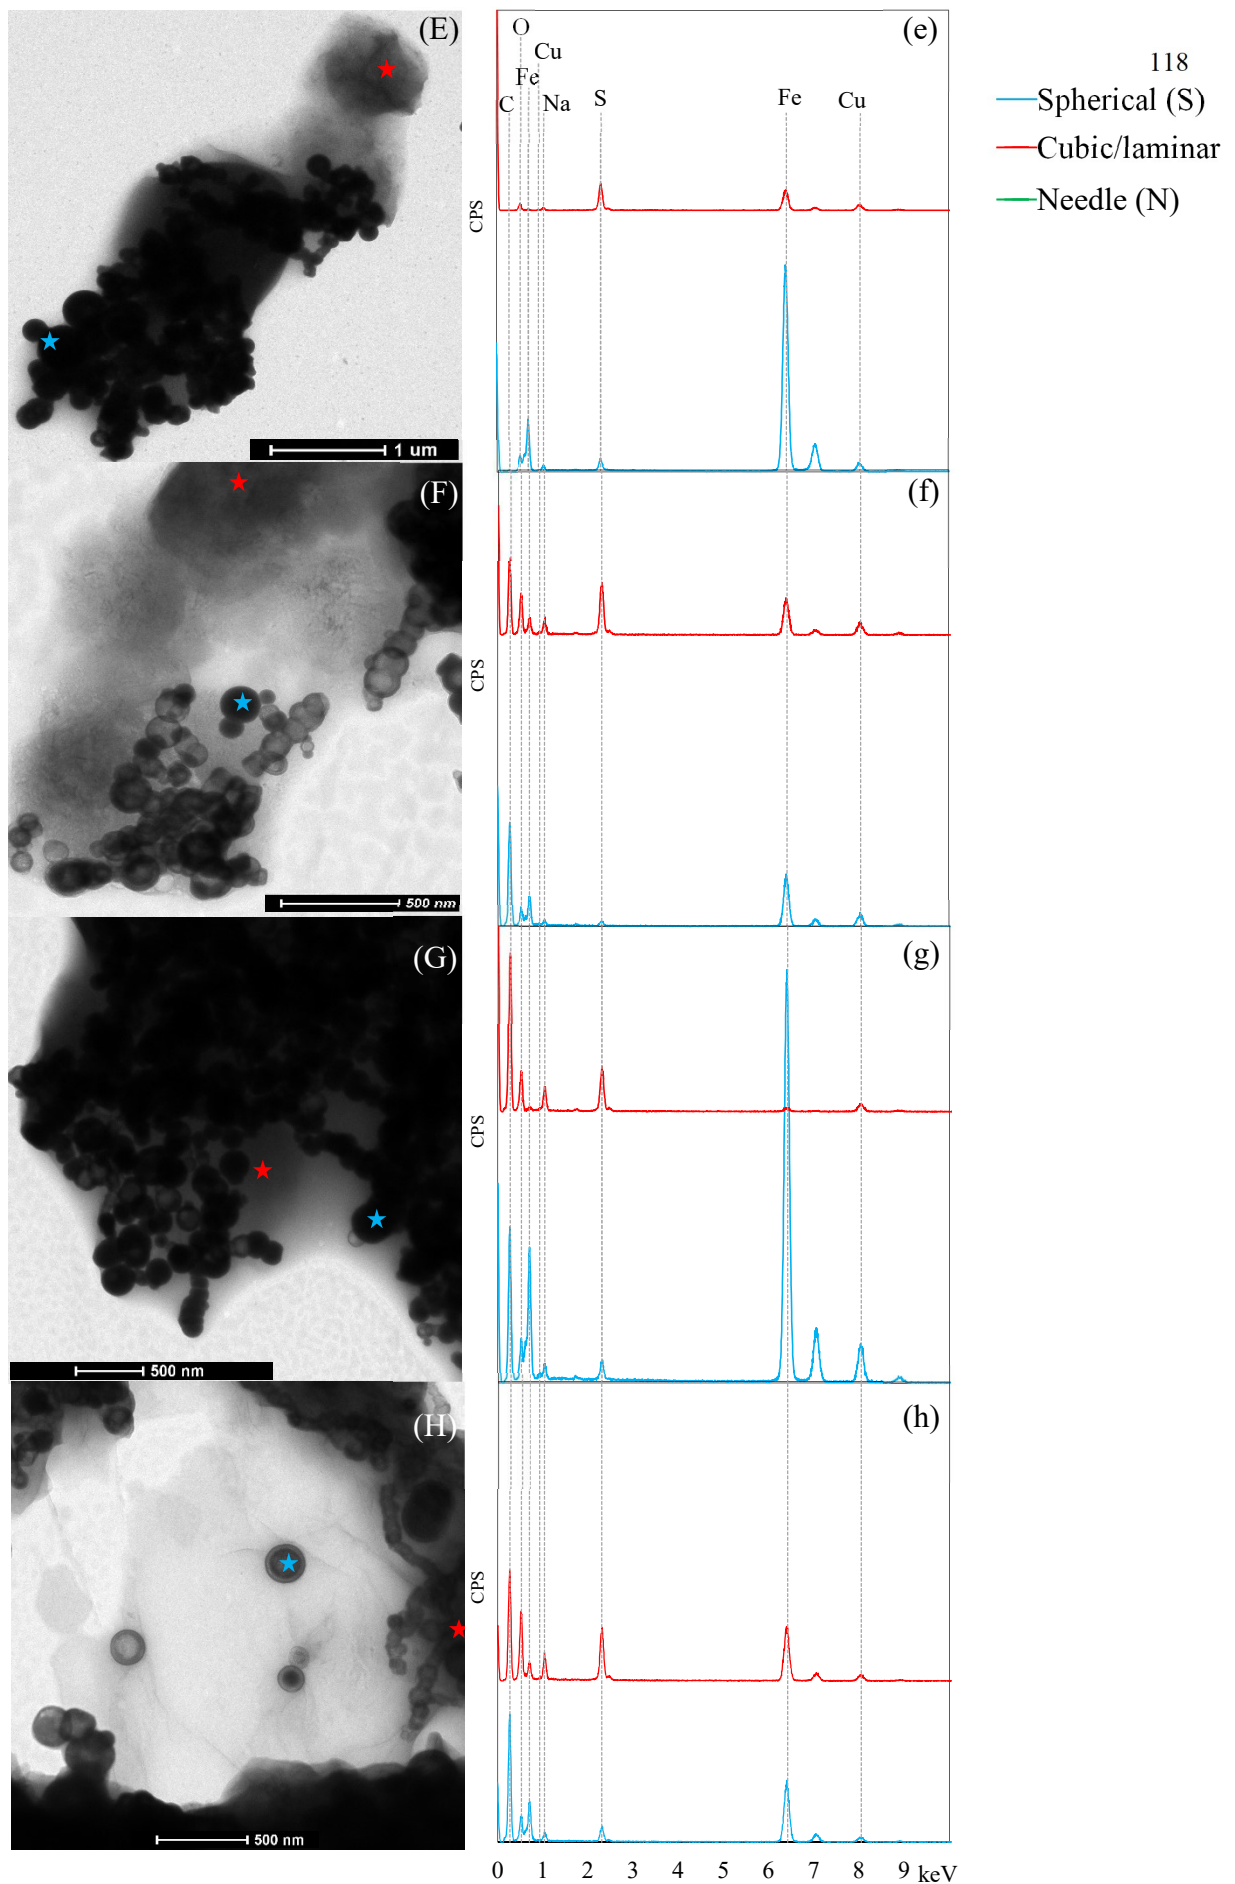 118
Spherical (S)
Cubic/laminar
Needle (N)
(E)
1 um
(e)
O
Cu
Fe
C
Na
S
Fe
Cu
CPS
(F)
500 nm
(f)
CPS
(G)
500 nm
(g)
CPS
(H)
500 nm
(h)
CPS
0 1 2 3 4 5 6 7 8 9 keV